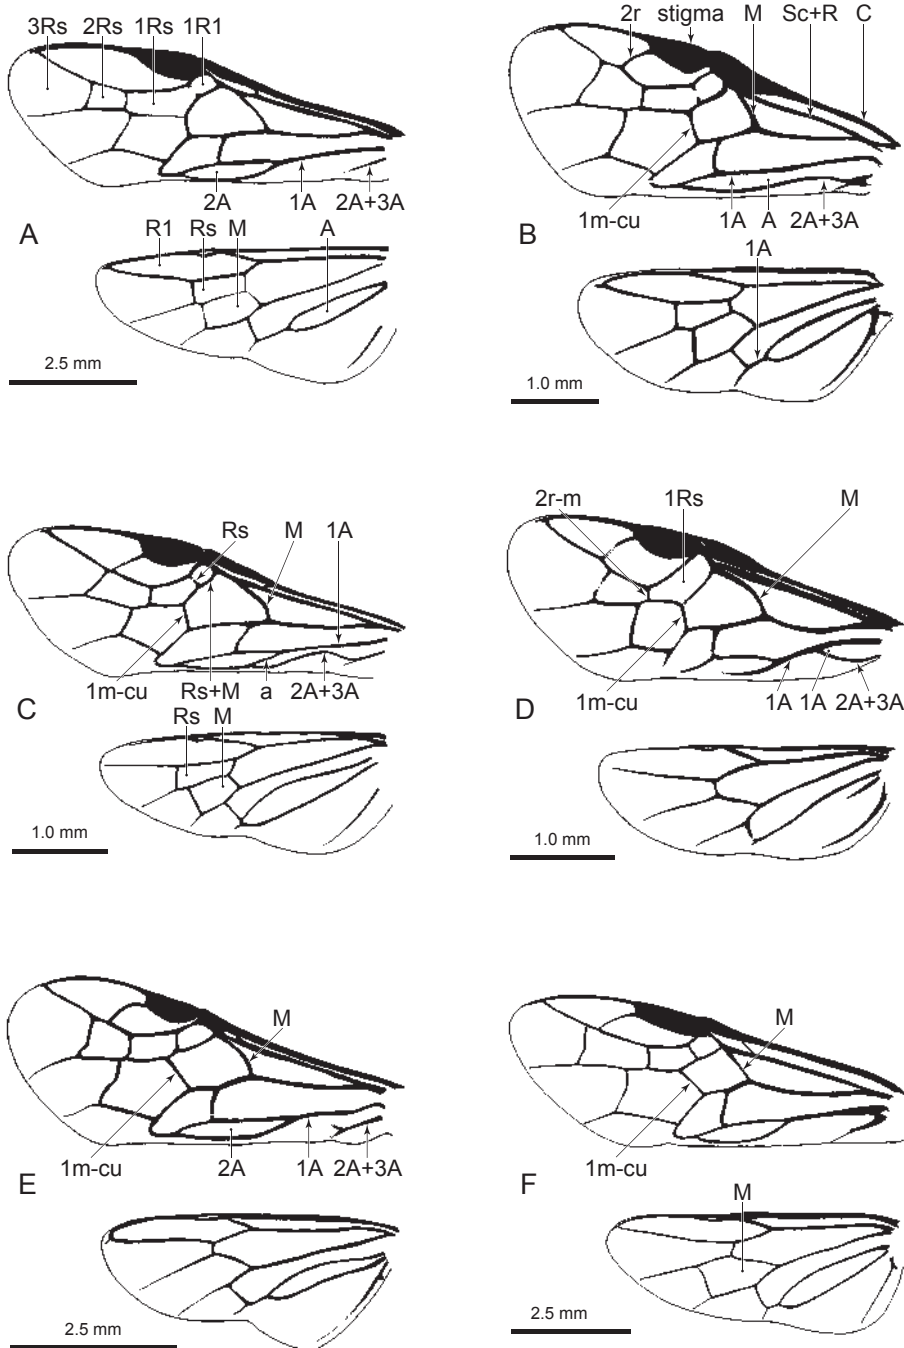 3Rs 2Rs 1Rs 1R1
2A 1A 2A+3A
A
R1 Rs M A
2.5 mm
2r stigma M Sc+R C
1m-cu 1A A 2A+3A
B
1A
1.0 mm
Rs M 1A
1m-cu Rs+M a 2A+3A
C
Rs M
1.0 mm
2r-m 1Rs M
1m-cu 1A 1A 2A+3A
D
1.0 mm
M
1m-cu 2A 1A 2A+3A
E
2.5 mm
M
1m-cu
F
M
2.5 mm